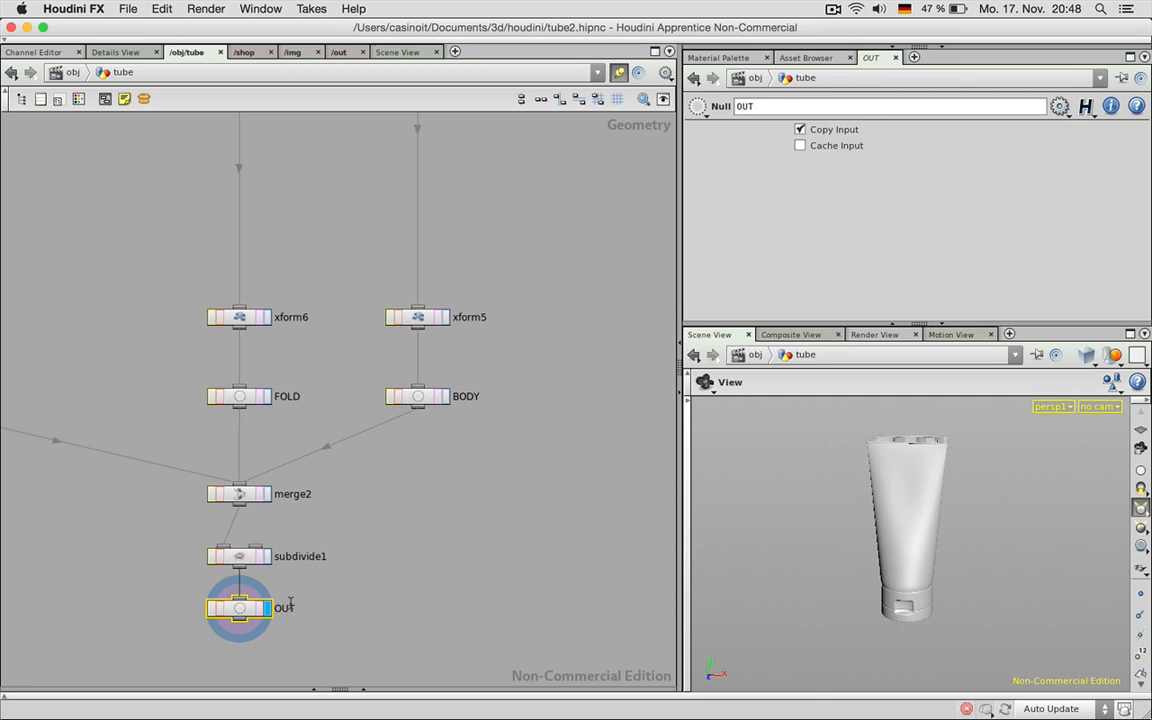 Houdini FX File Edit Render Window Takes Help 47 % Mo. 17. Nov. 20:48
/Users/casinoit/Documents/3d/houdini/tube2.hipnc - Houdini Apprentice Non-Commercial
Channel Editor Details View /obj/tube /shop /img /out Scene View
obj tube
Geometry
xform6
xform5
FOLD
BODY
merge2
subdivide1
OUT
Non-Commercial Edition
Material Palette Asset Browser OUT
obj tube
Null OUT
Copy Input
Cache Input
Scene View Composite View Render View Motion View
obj tube
View
persp1 no cam
12
Non-Commercial Edition
Auto Update